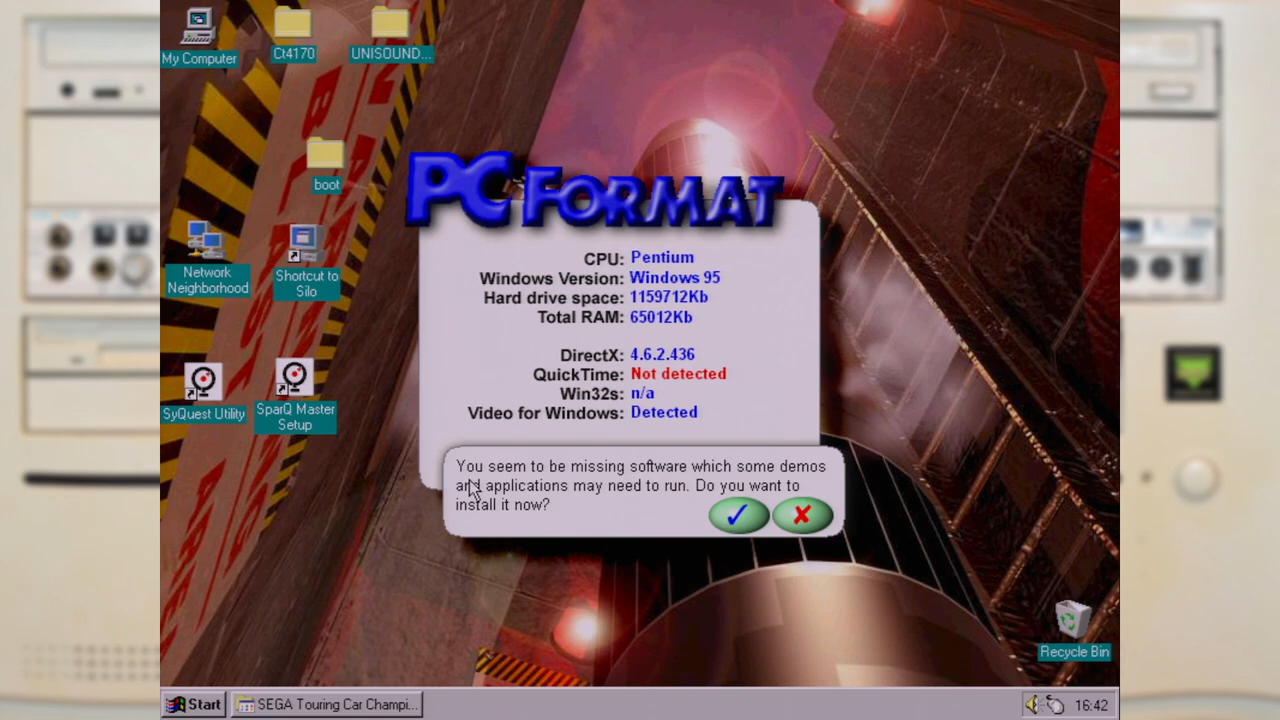 My Computer
Ct4170
UNISOUND...
boot
Network
Neighborhood
Shortcut to
Silo
SyQuest Utility
SparQ Master
Setup
PC FORMAT
CPU: Pentium
Windows Version: Windows 95
Hard drive space: 1159712Kb
Total RAM: 65012Kb
DirectX: 4.6.2.436
QuickTime: Not detected
Win32s: n/a
Video for Windows: Detected
You seem to be missing software which some demos
and applications may need to run. Do you want to
install it now?
Recycle Bin
Start
SEGA Touring Car Champi...
16:42